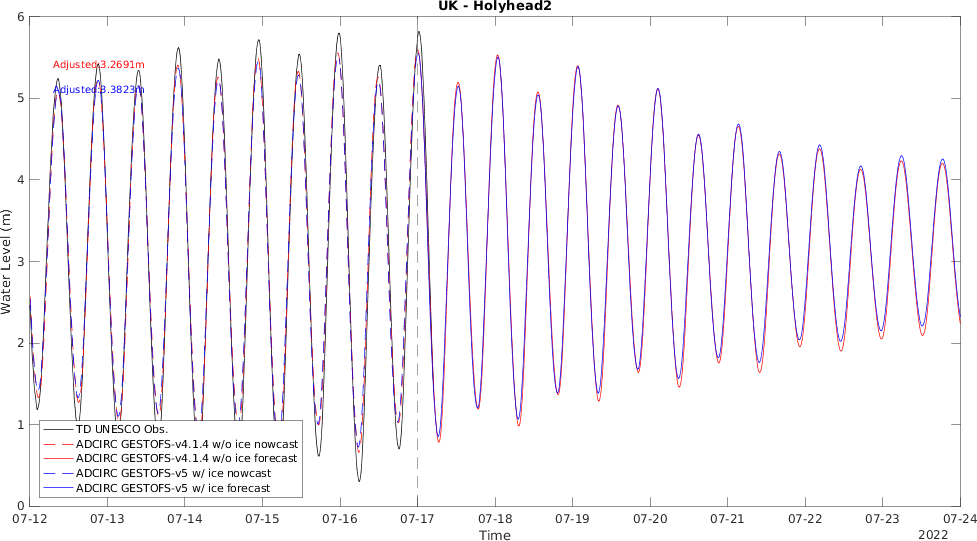 UK - Holyhead2
6
5
4
3
2
1
0
Water Level (m)
Adjusted:3.2691m
Adjusted:3.3823m
TD UNESCO Obs.
ADCIRC GESTOFS-v4.1.4 w/o ice nowcast
ADCIRC GESTOFS-v4.1.4 w/o ice forecast
ADCIRC GESTOFS-v5 w/ ice nowcast
ADCIRC GESTOFS-v5 w/ ice forecast
07-12 07-13 07-14 07-15 07-16 07-17 07-18 07-19 07-20 07-21 07-22 07-23 07-24
Time
2022